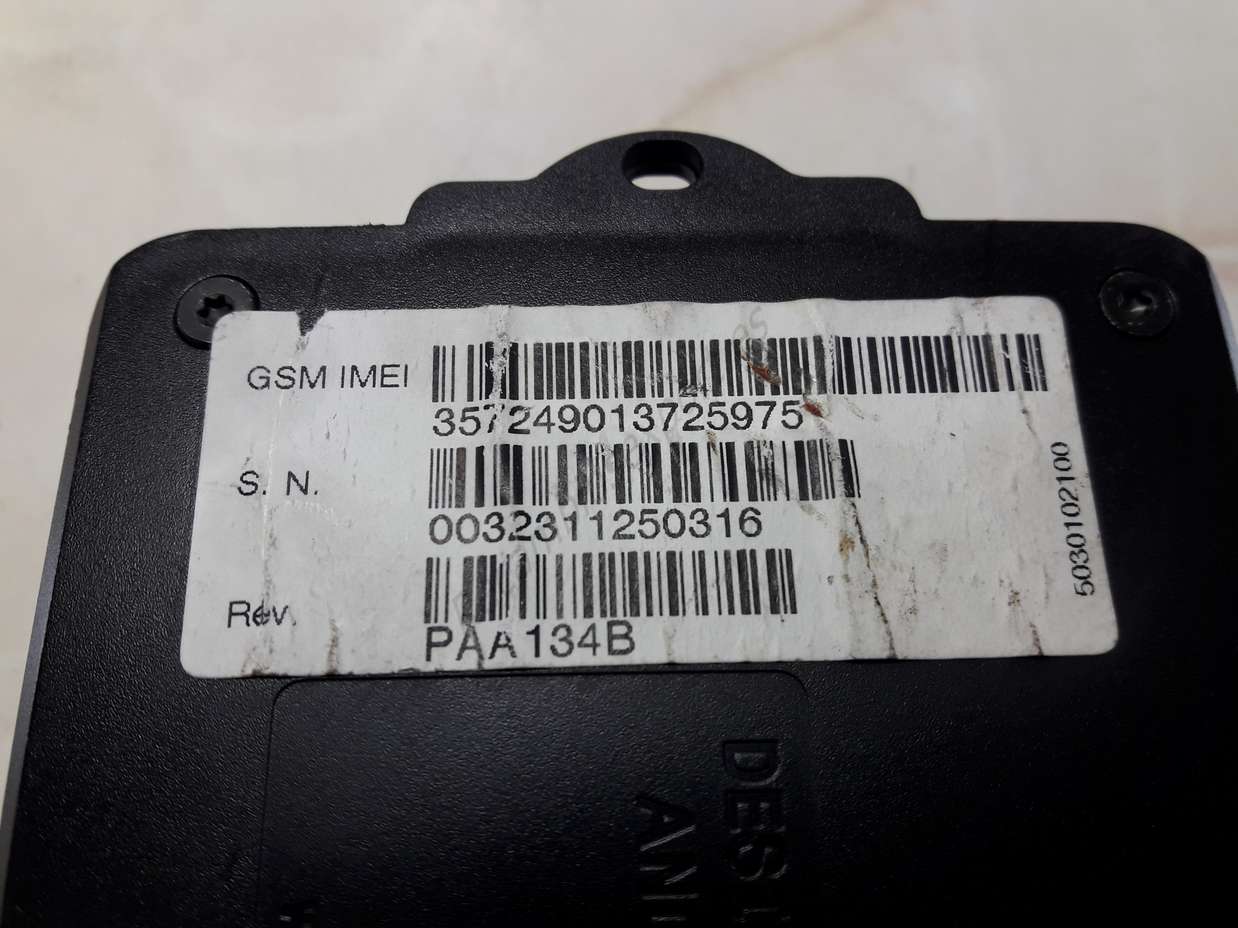 GSM IMEI
357249013725975
S. N.
0032311250316
Rev.
PAA134B
5030102100